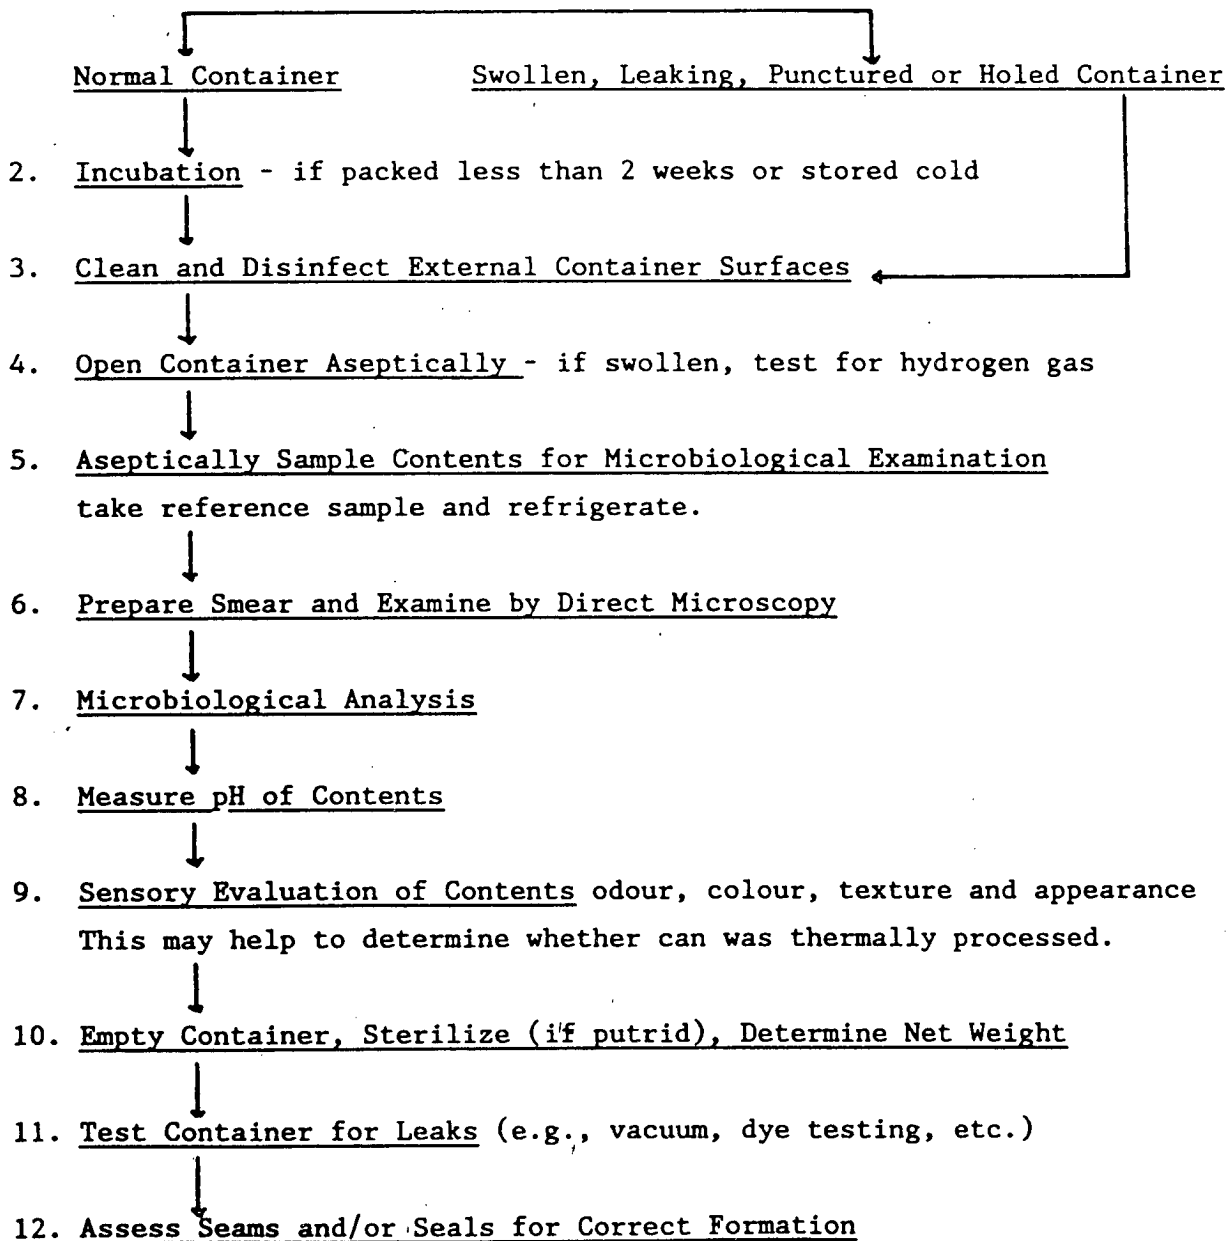 Normal Container Swollen, Leaking, Punctured or Holed Container
2. Incubation - if packed less than 2 weeks or stored cold
3. Clean and Disinfect External Container Surfaces
4. Open Container Aseptically - if swollen, test for hydrogen gas
5. Aseptically Sample Contents for Microbiological Examination
take reference sample and refrigerate.
6. Prepare Smear and Examine by Direct Microscopy
7. Microbiological Analysis
8. Measure pH of Contents
9. Sensory Evaluation of Contents odour, colour, texture and appearance
This may help to determine whether can was thermally processed.
10. Empty Container, Sterilize (if putrid), Determine Net Weight
11. Test Container for Leaks (e.g., vacuum, dye testing, etc.)
12. Assess Seams and/or Seals for Correct Formation